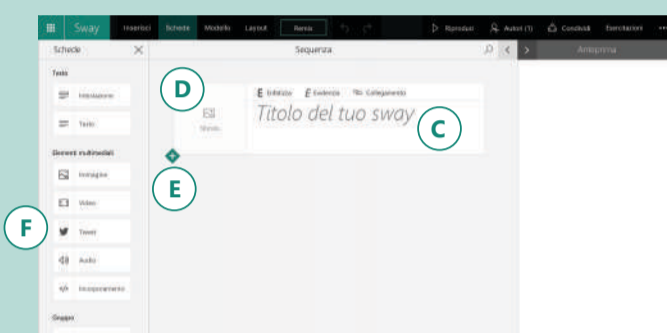 Sway Inserisci Schede Modello Layout Remix Riproduci Autori (1) Condividi Esercitazioni
Schede Sequenza Anteprima
Testo
Intestazione
Testo
Elementi multimediali
Immagine
Video
Tweet
Audio
Incorporamento
Gruppo
D
Sfondo
Enfatizza Evidenzia Collegamento
Titolo del tuo sway
C
E
F